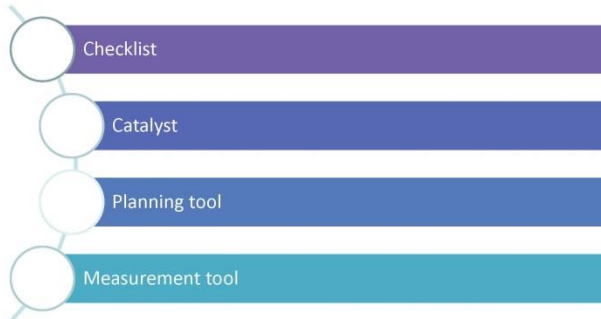 Checklist
Catalyst
Planning tool
Measurement tool